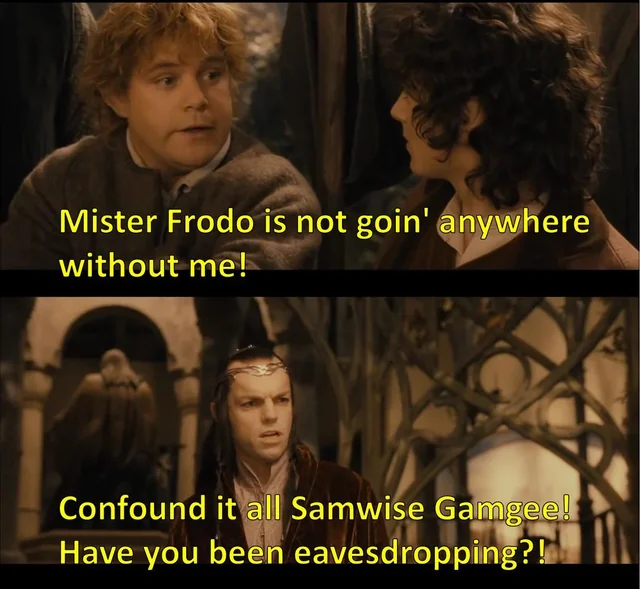 Mister Frodo is not goin' anywhere
without me!
Confound it all Samwise Gamgee!
Have you been eavesdropping?!